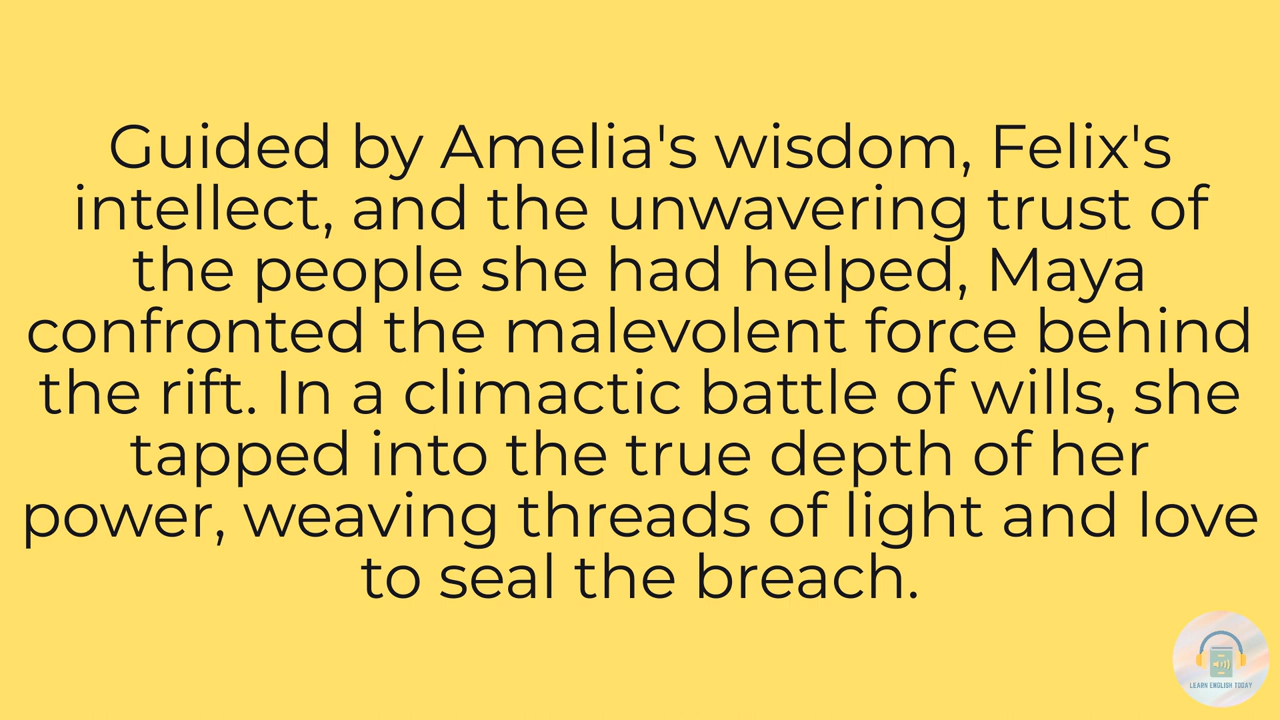 Guided by Amelia's wisdom, Felix's
intellect, and the unwavering trust of
the people she had helped, Maya
confronted the malevolent force behind
the rift. In a climactic battle of wills, she
tapped into the true depth of her
power, weaving threads of light and love
to seal the breach.
LEARN ENGLISH TODAY